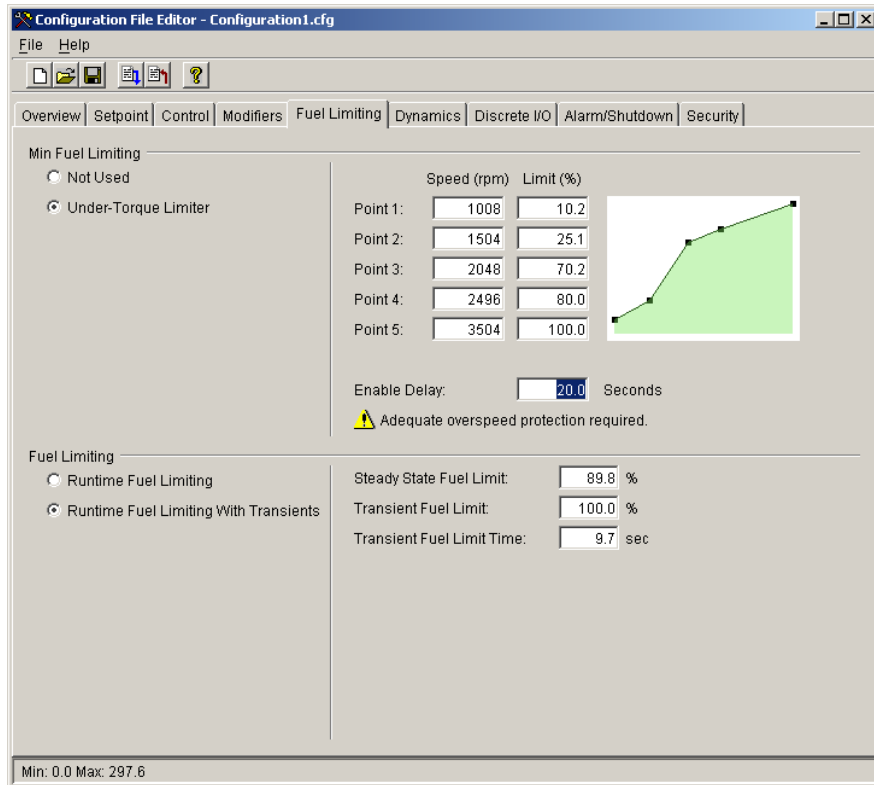 Configuration File Editor - Configuration1.cfg
File Help
Overview Setpoint Control Modifiers Fuel Limiting Dynamics Discrete I/O Alarm/Shutdown Security
Min Fuel Limiting
Not Used
Under-Torque Limiter
Speed (rpm) Limit (%)
Point 1: 1008 10.2
Point 2: 1504 25.1
Point 3: 2048 70.2
Point 4: 2496 80.0
Point 5: 3504 100.0
Enable Delay: 20.0 Seconds
Adequate overspeed protection required.
Fuel Limiting
Runtime Fuel Limiting
Runtime Fuel Limiting With Transients
Steady State Fuel Limit: 89.8 %
Transient Fuel Limit: 100.0 %
Transient Fuel Limit Time: 9.7 sec
Min: 0.0 Max: 297.6